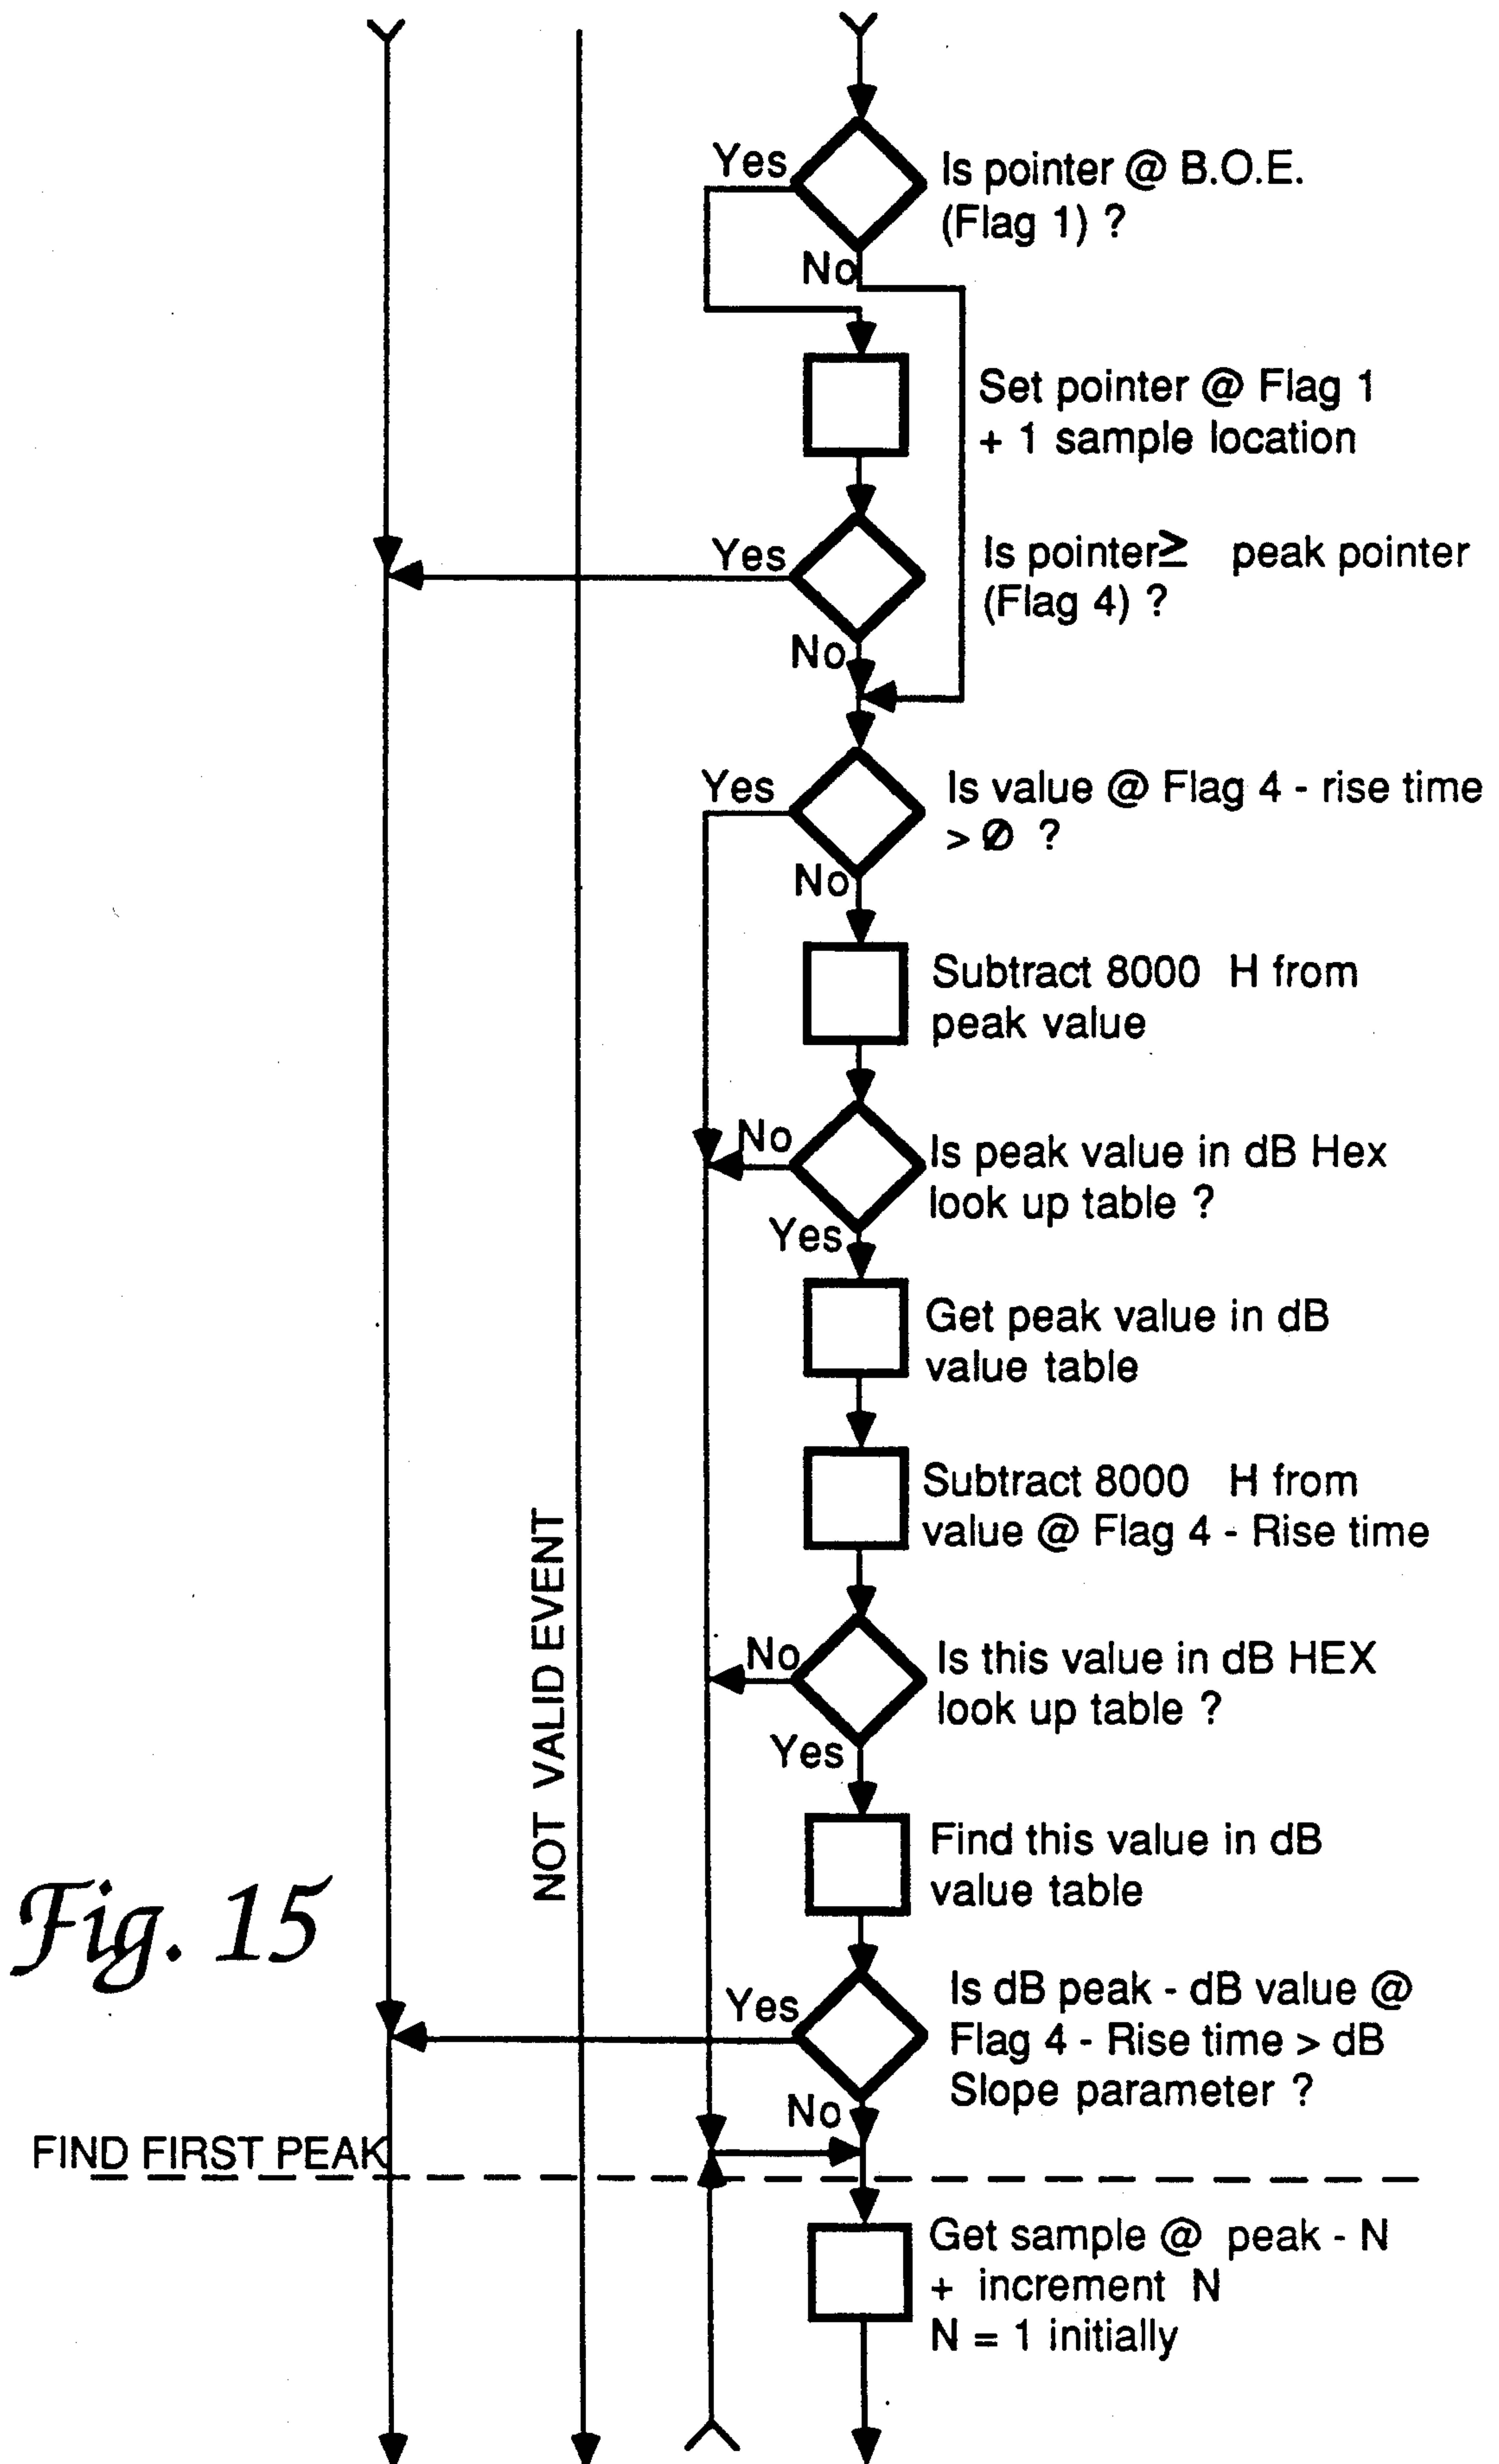 Yes
Is pointer @ B.O.E.
(Flag 1) ?
No
Set pointer @ Flag 1
+ 1 sample location
Yes
Is pointer≥ peak pointer
(Flag 4) ?
No
Yes
Is value @ Flag 4 - rise time
> Ø ?
No
Subtract 8000 H from
peak value
No
Is peak value in dB Hex
look up table ?
Yes
Get peak value in dB
value table
Subtract 8000 H from
value @ Flag 4 - Rise time
NOT VALID EVENT
No
Is this value in dB HEX
look up table ?
Yes
Find this value in dB
value table
Fig. 15
Yes
Is dB peak - dB value @
Flag 4 - Rise time > dB
Slope parameter ?
No
FIND FIRST PEAK
Get sample @ peak - N
+ increment N
N = 1 initially